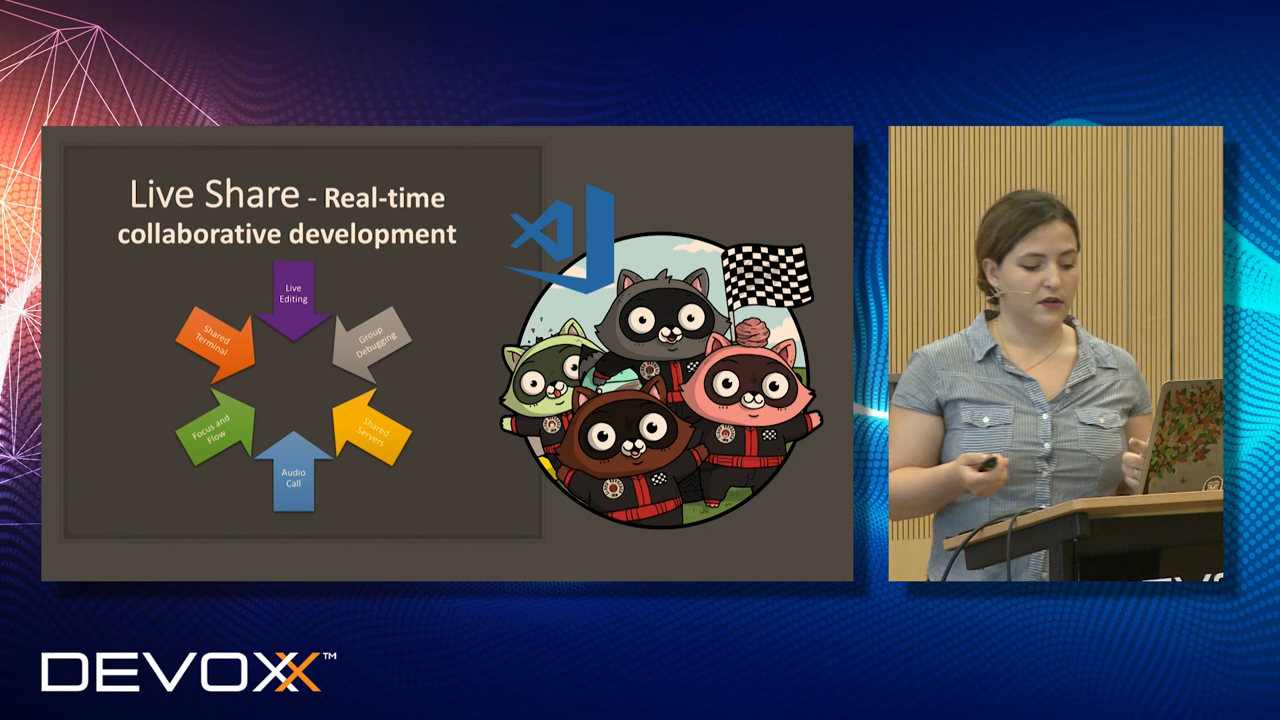 Live Share - Real-time
collaborative development
Live
Editing
Shared
Terminal
Group
Debugging
Focus and
Flow
Shared
Servers
Audio
Call
DEVOXX™